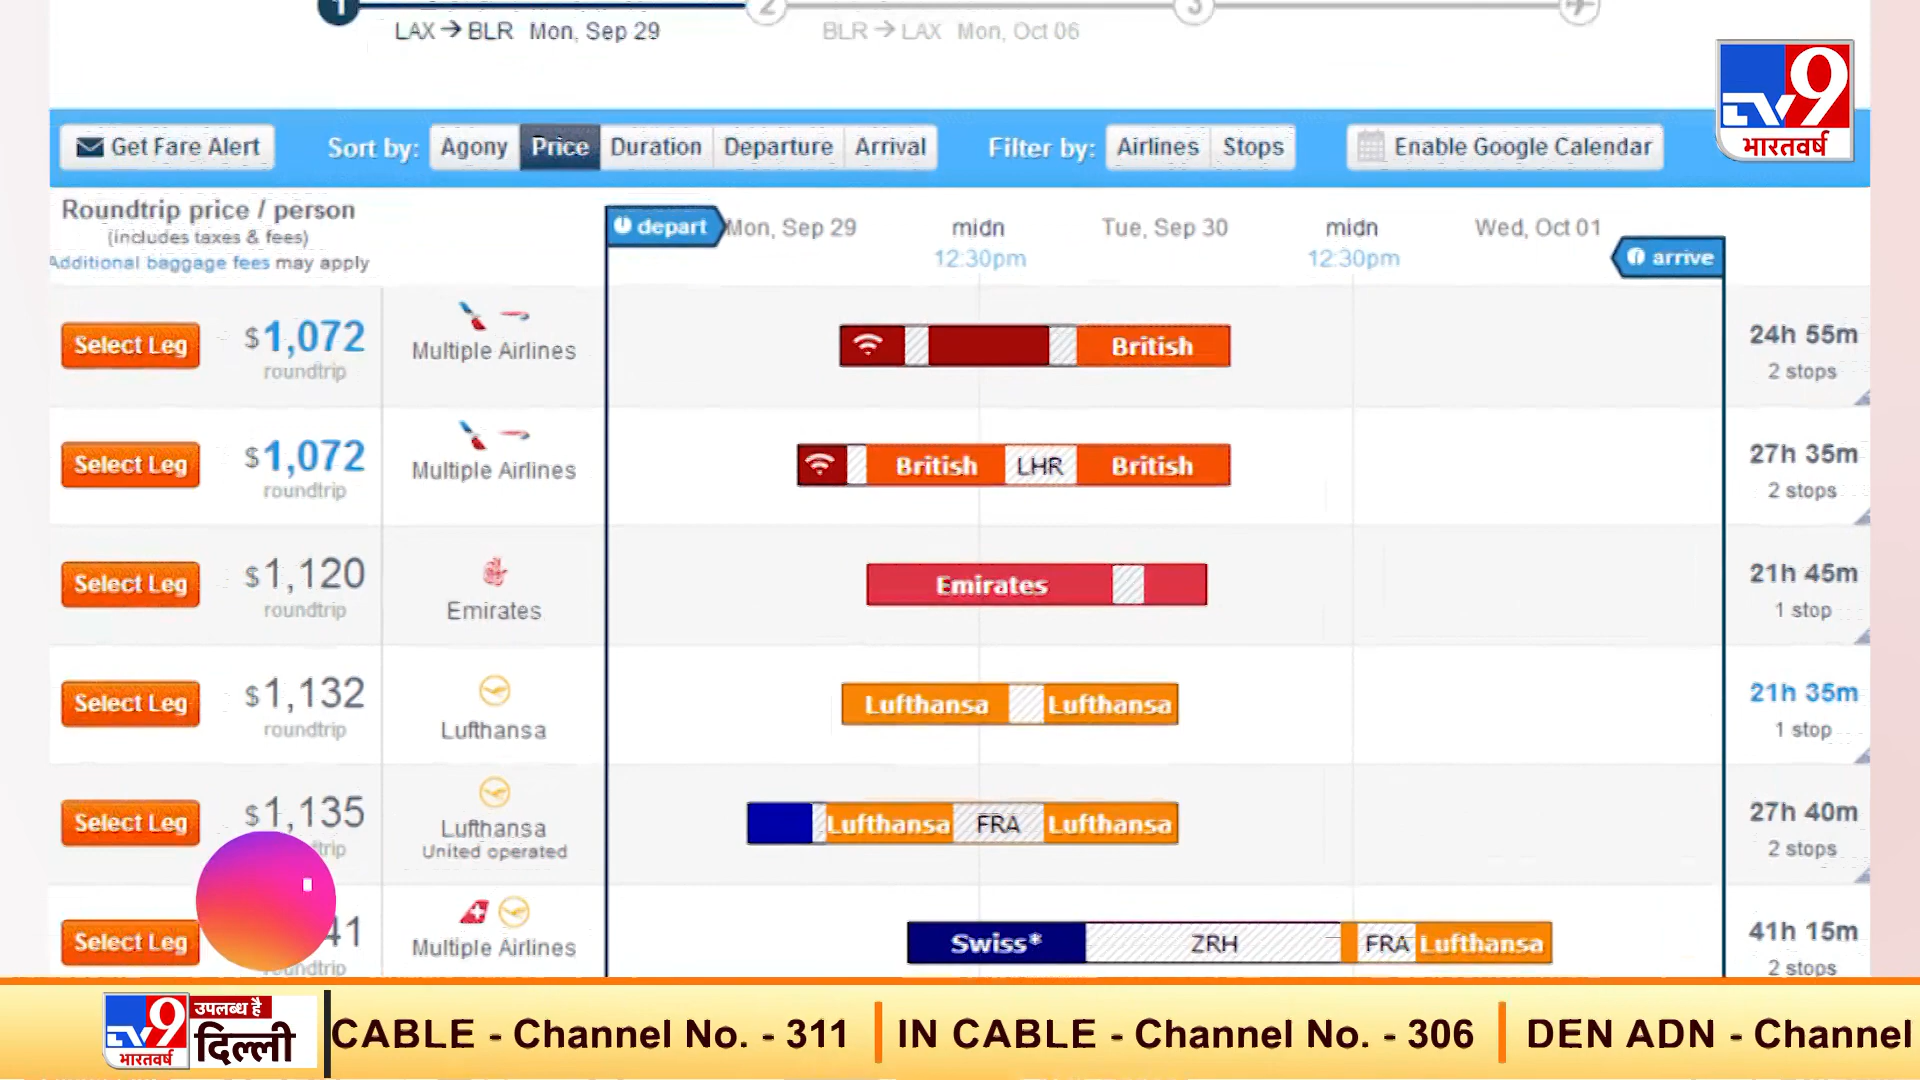 1 2 3
LAX → BLR Mon, Sep 29
BLR → LAX Mon, Oct 06
TV9
भारतवर्ष
Get Fare Alert
Sort by: Agony Price Duration Departure Arrival
Filter by: Airlines Stops
Enable Google Calendar
Roundtrip price / person
(includes taxes & fees)
Additional baggage fees may apply
depart Mon, Sep 29 midn Tue, Sep 30 midn Wed, Oct 01
12:30pm 12:30pm
arrive
Select Leg $1,072 Multiple Airlines British 24h 55m
roundtrip 2 stops
Select Leg $1,072 Multiple Airlines British LHR British 27h 35m
roundtrip 2 stops
Select Leg $1,120 Emirates Emirates 21h 45m
roundtrip 1 stop
Select Leg $1,132 Lufthansa Lufthansa Lufthansa 21h 35m
roundtrip 1 stop
Select Leg $1,135 Lufthansa Lufthansa FRA Lufthansa 27h 40m
trip United operated 2 stops
Select Leg 41 Multiple Airlines Swiss* ZRH FRA Lufthansa 41h 15m
undtrip 2 stops
TV9 भारतवर्ष उपलब्ध है दिल्ली
CABLE - Channel No. - 311 IN CABLE - Channel No. - 306 DEN ADN - Channel